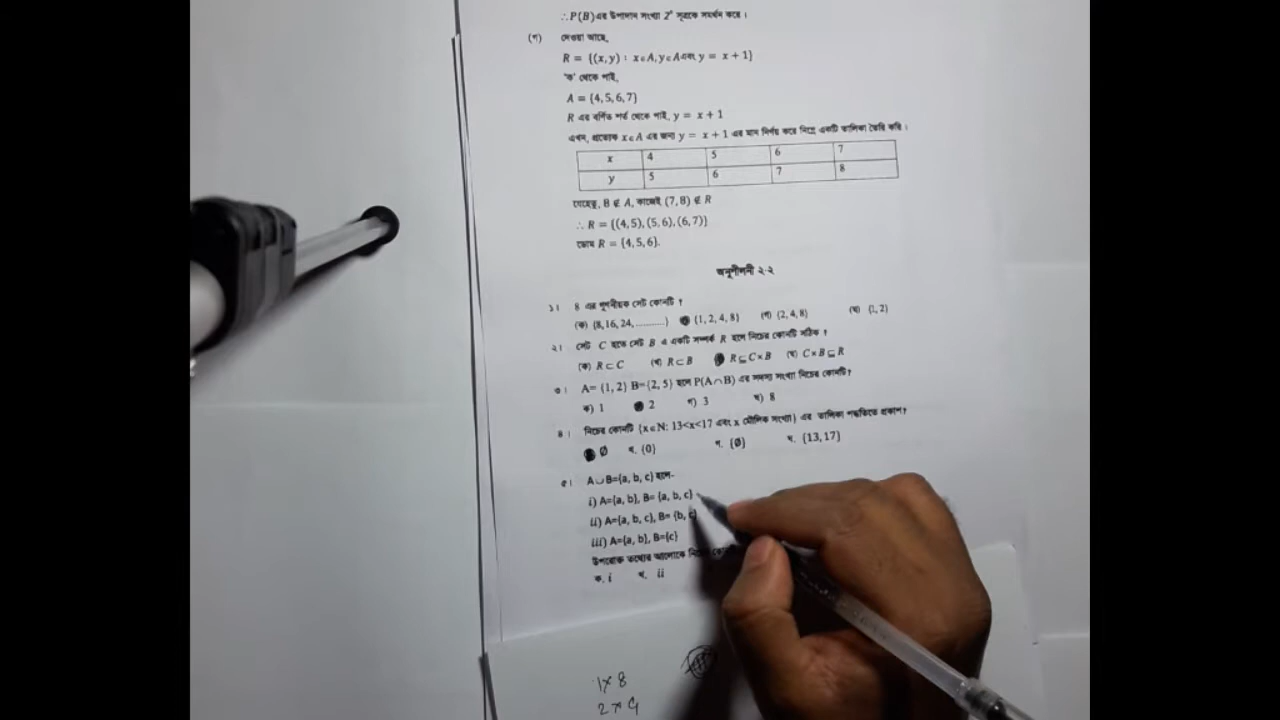 ∴ P(B) এর উপাদান সংখ্যা 2ⁿ সূত্রকে সমর্থন করে।
(গ) দেওয়া আছে,
R = {(x, y) : x∈A, y∈A এবং y = x + 1}
'ক' থেকে পাই,
A = {4, 5, 6, 7}
R এর বর্ণিত শর্ত থেকে পাই, y = x + 1
এখন, প্রত্যেক x∈A এর জন্য y = x + 1 এর মান নির্ণয় করে নিম্নে একটি তালিকা তৈরি করি।
x 4 5 6 7
y 5 6 7 8
যেহেতু, 8 ∉ A, কাজেই (7, 8) ∉ R
∴ R = {(4, 5), (5, 6), (6, 7)}
ডোম R = {4, 5, 6}.
অনুশীলনী ২.২
১। 8 এর গুণনীয়ক সেট কোনটি ?
(ক) {8, 16, 24, ...........} {1, 2, 4, 8} (গ) {2, 4, 8} (ঘ) {1, 2}
২। সেট C হতে সেট B এ একটি সম্পর্ক R হলে নিচের কোনটি সঠিক ?
(ক) R ⊂ C (খ) R ⊂ B R ⊆ C × B (ঘ) C × B ⊆ R
৩। A= {1, 2} B={2, 5} হলে P(A∩B) এর সদস্য সংখ্যা নিচের কোনটি?
ক) 1 2 গ) 3 ঘ) 8
৪। নিচের কোনটি {x∈N: 13<x<17 এবং x মৌলিক সংখ্যা} এর তালিকা পদ্ধতিতে প্রকাশ?
∅ খ. {0} গ. {∅} ঘ. {13, 17}
৫। A∪B={a, b, c} হলে-
i) A={a, b}, B= {a, b, c}
ii) A={a, b, c}, B= {b, c}
iii) A={a, b}, B={c}
উপরোক্ত তথ্যের আলোকে
ক. i খ. ii
1×8
2×4